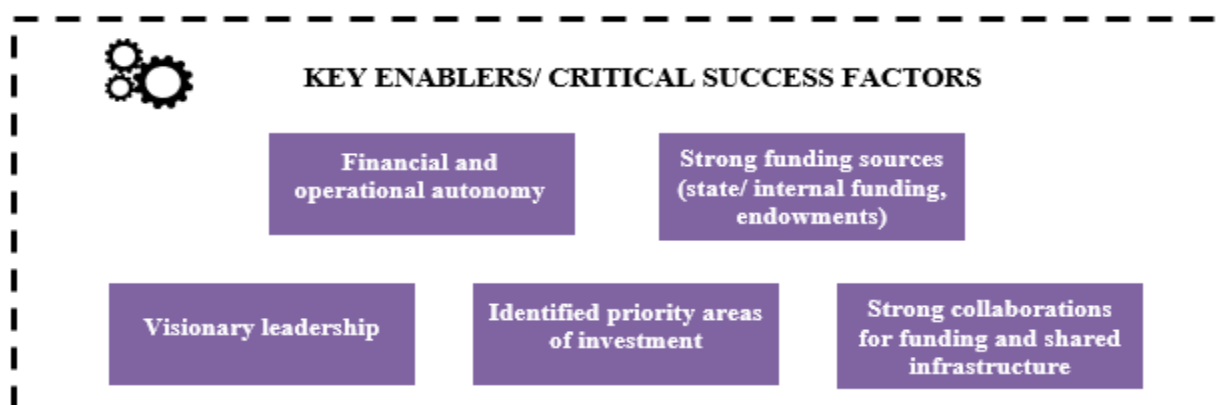 KEY ENABLERS/ CRITICAL SUCCESS FACTORS
Financial and
operational autonomy
Strong funding sources
(state/ internal funding,
endowments)
Visionary leadership
Identified priority areas
of investment
Strong collaborations
for funding and shared
infrastructure